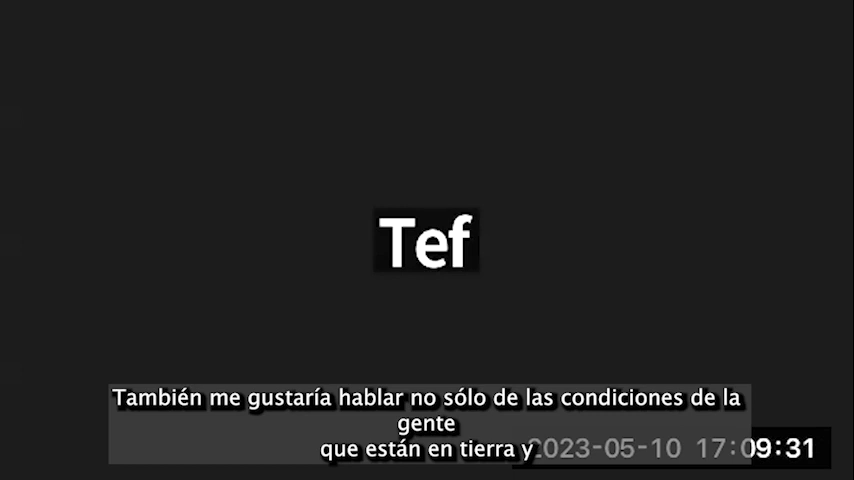 Tef
También me gustaría hablar no sólo de las condiciones de la
gente
que están en tierra y
2023-05-10 17:09:31